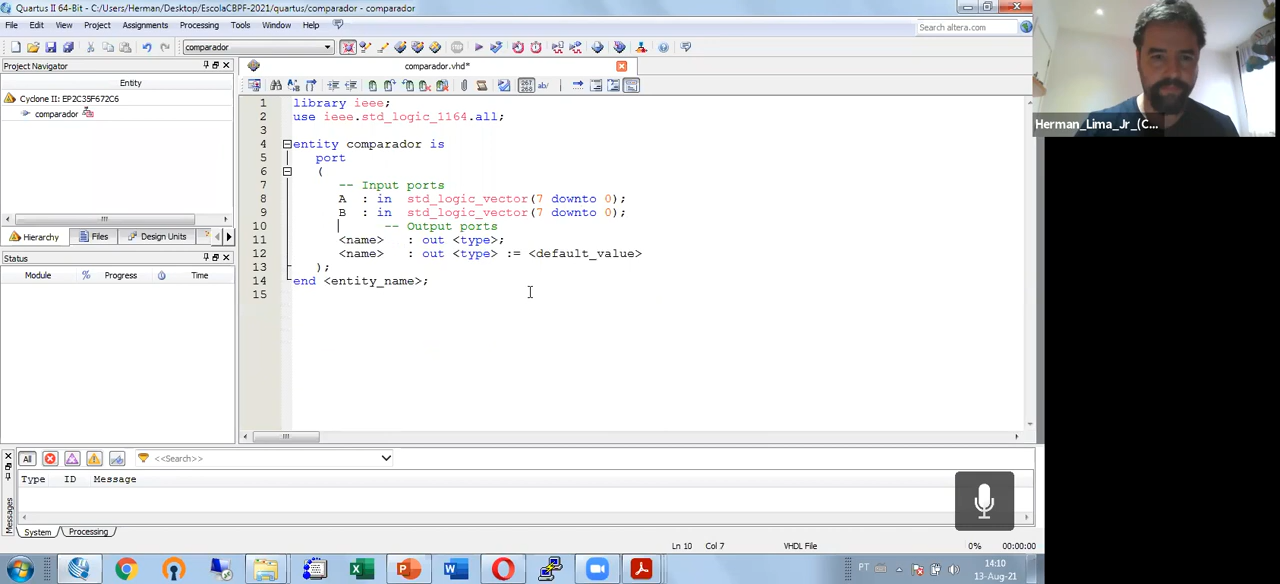 Quartus II 64-Bit - C:/Users/Herman/Desktop/EscolaCBPF-2021/quartus/comparador - comparador
File Edit View Project Assignments Processing Tools Window Help
Search altera.com
comparador
Project Navigator
comparador.vhd*
Entity
Cyclone II: EP2C35F672C6
comparador
Hierarchy Files Design Units
Status
Module % Progress Time
267
268
ab/
1 library ieee;
2 use ieee.std_logic_1164.all;
3
4 entity comparador is
5 port
6 (
7 -- Input ports
8 A : in std_logic_vector(7 downto 0);
9 B : in std_logic_vector(7 downto 0);
10 -- Output ports
11 <name> : out <type>;
12 <name> : out <type> := <default_value>
13 );
14 end <entity_name>;
15
Herman_Lima_Jr_(C...
All
<<Search>>
Type ID Message
Messages
System Processing
Ln 10 Col 7 VHDL File 0% 00:00:00
PT
14:10
13-Aug-21